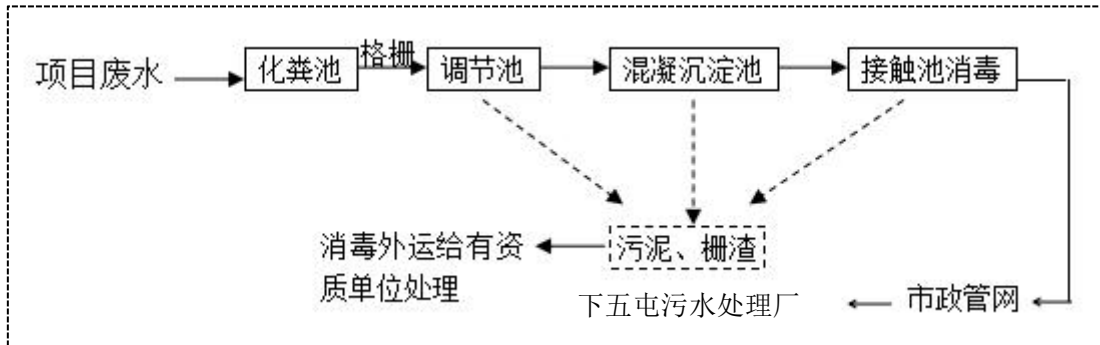 格栅
项目废水
化粪池
调节池
混凝沉淀池
接触池消毒
消毒外运给有资
质单位处理
污泥、栅渣
下五屯污水处理厂
市政管网